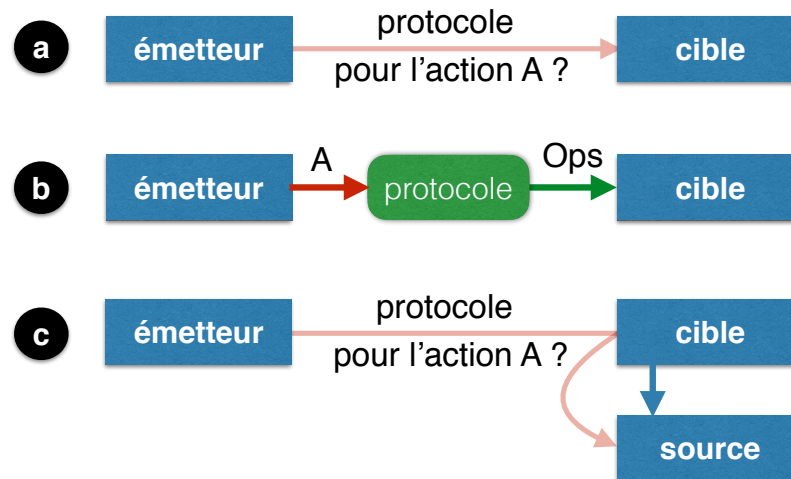 a
émetteur
protocole
pour l’action A ?
cible
b
émetteur
A
protocole
Ops
cible
c
émetteur
protocole
pour l’action A ?
cible
source